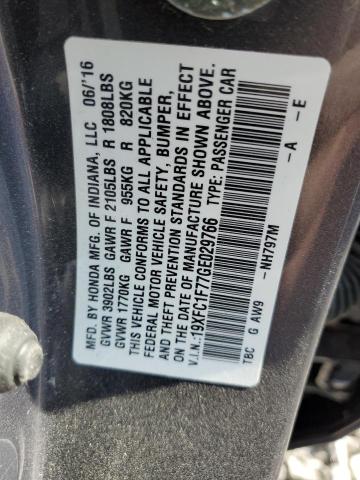 MFD. BY HONDA MFG. OF INDIANA, LLC 06/'16
GVWR 3902LBS GAWR F 2105LBS R 1808LBS
GVWR 1770KG GAWR F 955KG R 820KG
THIS VEHICLE CONFORMS TO ALL APPLICABLE
FEDERAL MOTOR VEHICLE SAFETY, BUMPER,
AND THEFT PREVENTION STANDARDS IN EFFECT
ON THE DATE OF MANUFACTURE SHOWN ABOVE.
V.I.N.:19XFC1F77GE029766 TYPE: PASSENGER CAR
TBC G AW9 -NH797M -A -E